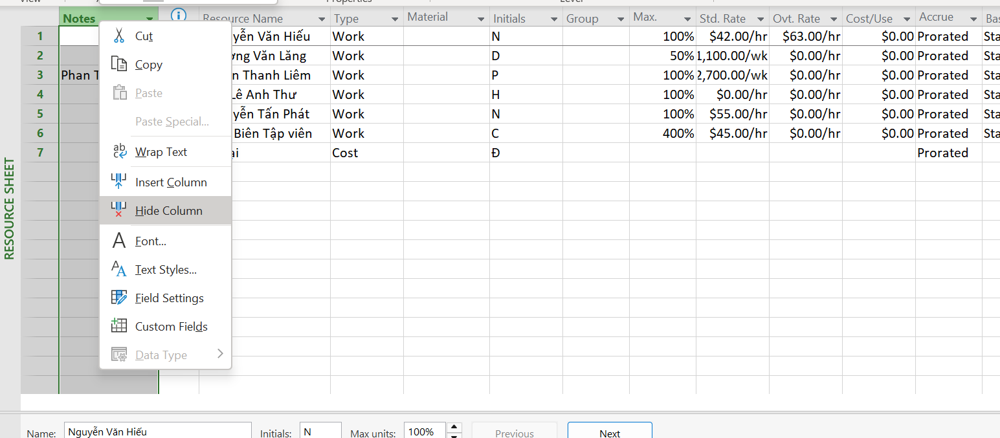 View
Properties
Level
Notes
Resource Name Type Material Initials Group Max. Std. Rate Ovt. Rate Cost/Use Accrue Bas
1 yễn Văn Hiếu Work N 100% $42.00/hr $63.00/hr $0.00 Prorated Sta
2 ng Văn Lăng Work D 50% 1,100.00/wk $0.00/hr $0.00 Prorated Sta
3 Phan T n Thanh Liêm Work P 100% 2,700.00/wk $0.00/hr $0.00 Prorated Sta
4 Lê Anh Thư Work H 100% $0.00/hr $0.00/hr $0.00 Prorated Sta
5 yễn Tấn Phát Work N 100% $55.00/hr $0.00/hr $0.00 Prorated Sta
6 Biên Tập viên Work C 400% $45.00/hr $0.00/hr $0.00 Prorated Sta
7 ại Cost Đ Prorated
Cut
Copy
Paste
Paste Special...
Wrap Text
Insert Column
Hide Column
Font...
Text Styles...
Field Settings
Custom Fields
Data Type
RESOURCE SHEET
Name: Nguyễn Văn Hiếu Initials: N Max units: 100% Previous Next